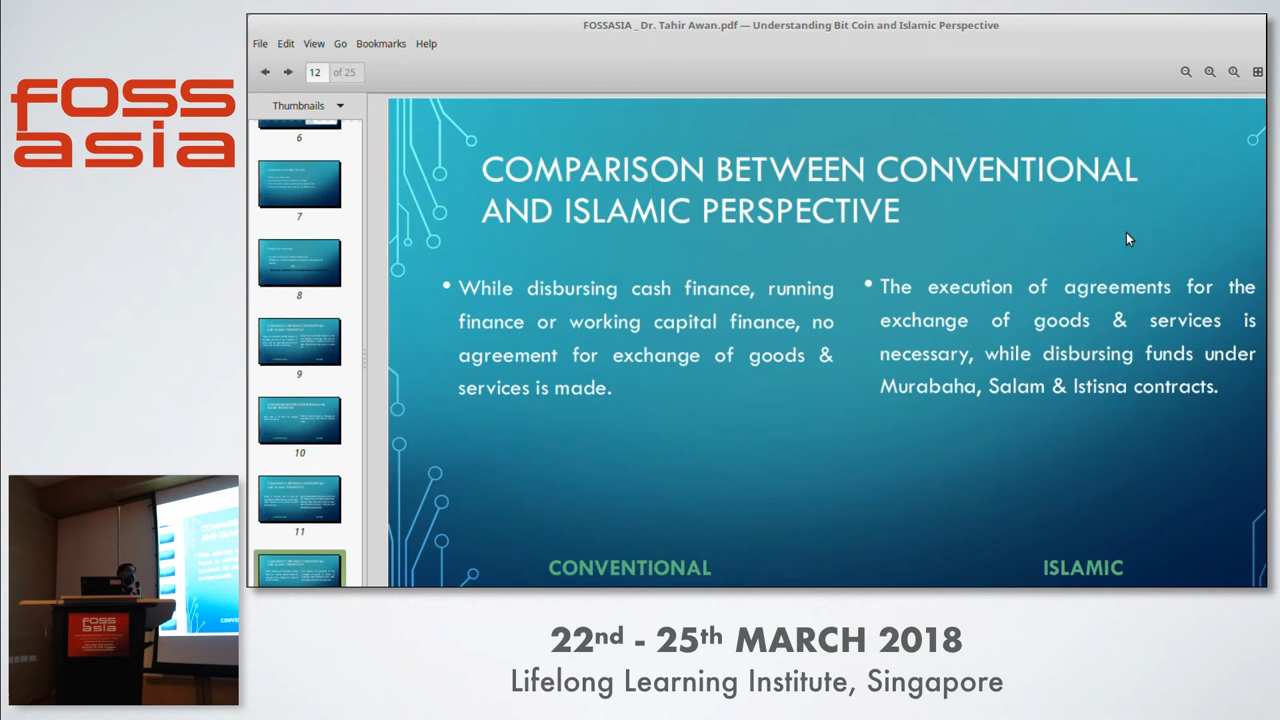 foss
asia
FOSSASIA _ Dr. Tahir Awan.pdf — Understanding Bit Coin and Islamic Perspective
File Edit View Go Bookmarks Help
12 of 25
Thumbnails
6
7
8
9
10
11
COMPARISON BETWEEN CONVENTIONAL
AND ISLAMIC PERSPECTIVE
• While disbursing cash finance, running
finance or working capital finance, no
agreement for exchange of goods &
services is made.
• The execution of agreements for the
exchange of goods & services is
necessary, while disbursing funds under
Murabaha, Salam & Istisna contracts.
CONVENTIONAL
ISLAMIC
foss
asia
22nd - 25th MARCH 2018
Lifelong Learning Institute, Singapore